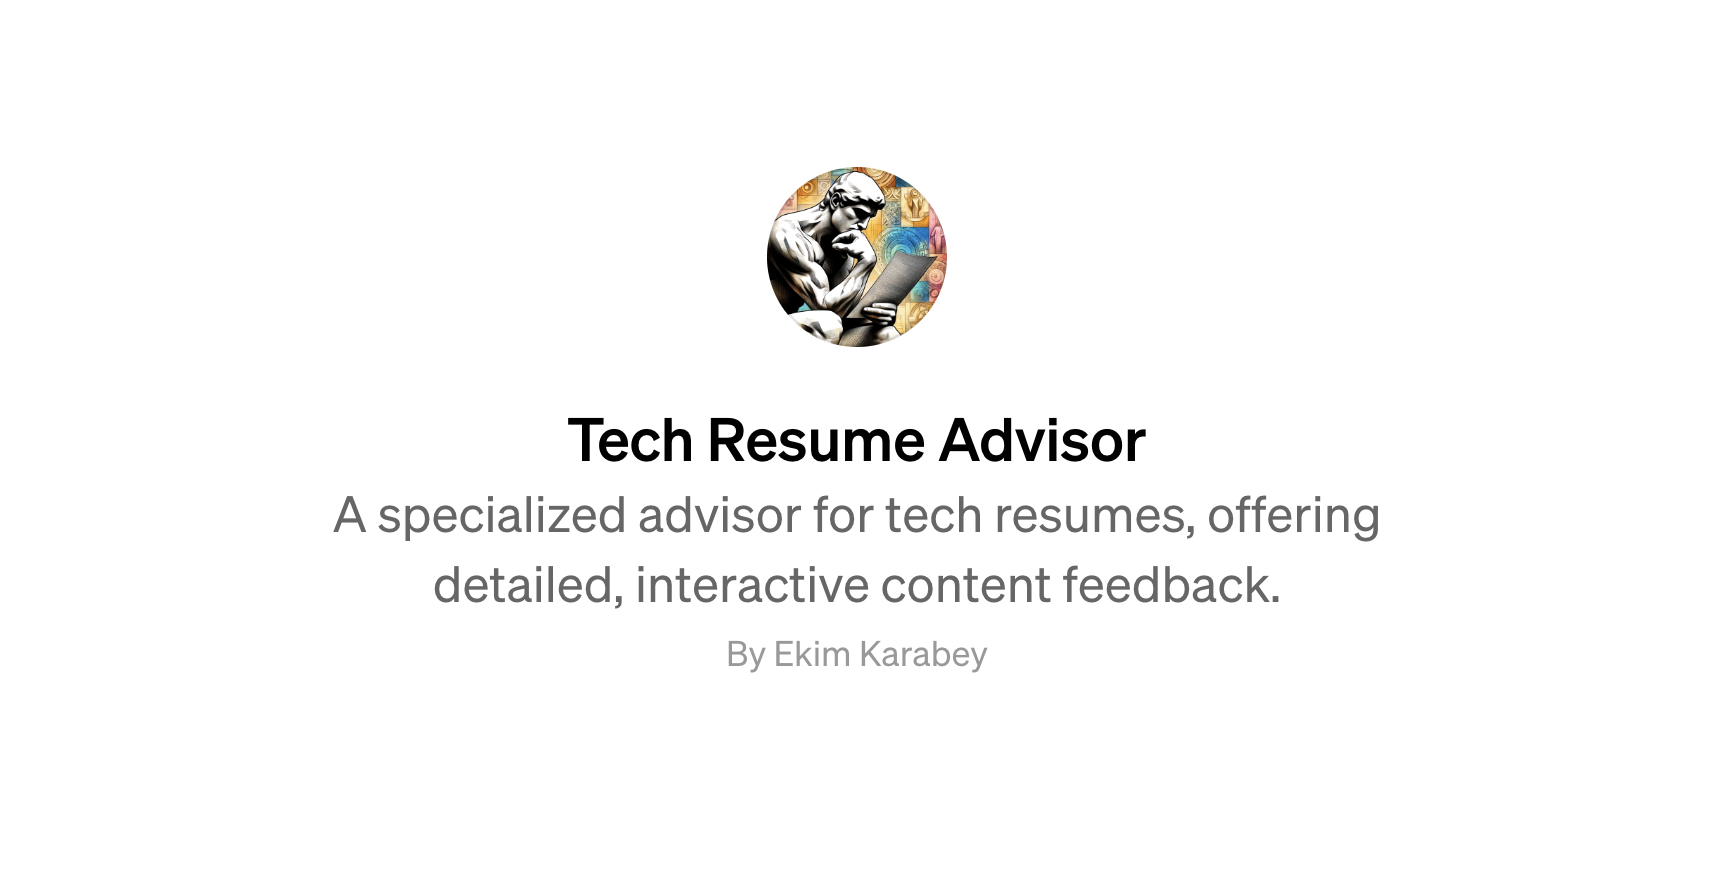 Tech Resume Advisor
A specialized advisor for tech resumes, offering
detailed, interactive content feedback.
By Ekim Karabey